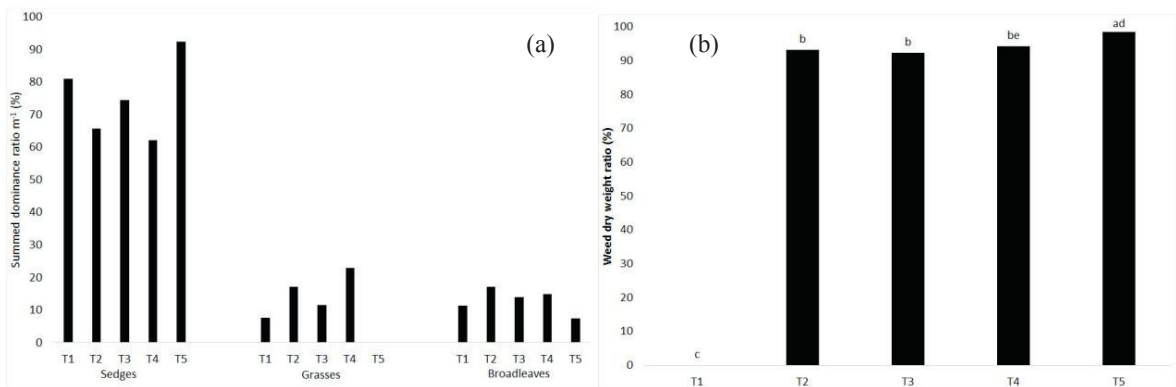 (a)
Summed dominance ratio m⁻¹ (%)
100
90
80
70
60
50
40
30
20
10
0
T1 T2 T3 T4 T5 T1 T2 T3 T4 T5 T1 T2 T3 T4 T5
Sedges Grasses Broadleaves
(b)
Weed dry weight ratio (%)
100
90
80
70
60
50
40
30
20
10
0
c b b be ad
T1 T2 T3 T4 T5